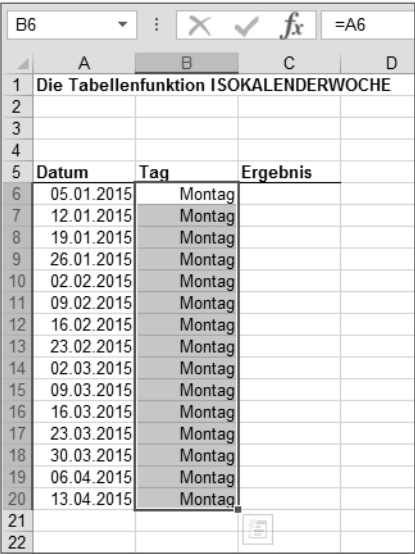 B6 fx =A6
A B C D
1 Die Tabellenfunktion ISOKALENDERWOCHE
2
3
4
5 Datum Tag Ergebnis
6 05.01.2015 Montag
7 12.01.2015 Montag
8 19.01.2015 Montag
9 26.01.2015 Montag
10 02.02.2015 Montag
11 09.02.2015 Montag
12 16.02.2015 Montag
13 23.02.2015 Montag
14 02.03.2015 Montag
15 09.03.2015 Montag
16 16.03.2015 Montag
17 23.03.2015 Montag
18 30.03.2015 Montag
19 06.04.2015 Montag
20 13.04.2015 Montag
21
22